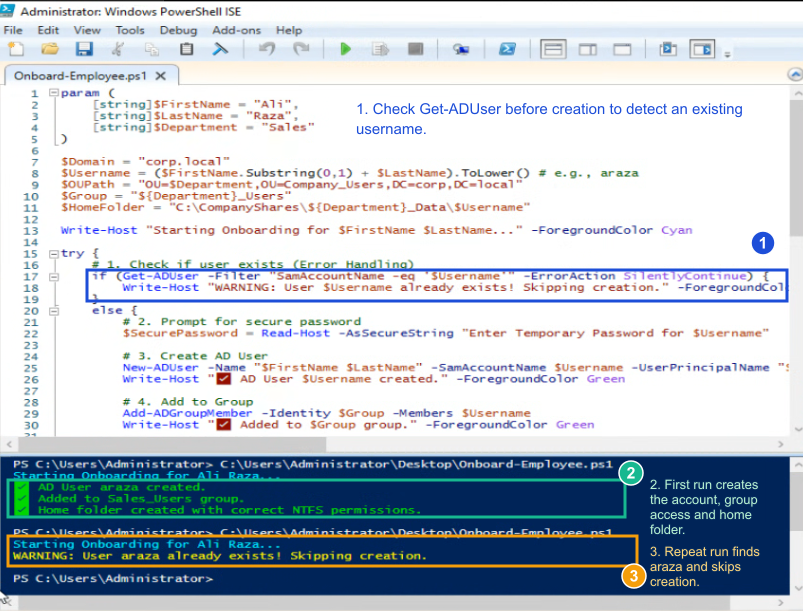 Administrator: Windows PowerShell ISE
File Edit View Tools Debug Add-ons Help
Onboard-Employee.ps1 X
1 param (
2 [string]$FirstName = "Ali",
3 [string]$LastName = "Raza",
4 [string]$Department = "Sales"
5 )
6
7 $Domain = "corp.local"
8 $Username = ($FirstName.Substring(0,1) + $LastName).ToLower() # e.g., araza
9 $OUPath = "OU=$Department,OU=Company_Users,DC=corp,DC=local"
10 $Group = "${Department}_Users"
11 $HomeFolder = "C:\CompanyShares\${Department}_Data\$Username"
12
13 Write-Host "Starting Onboarding for $FirstName $LastName..." -ForegroundColor Cyan
14
15 try {
16 # 1. Check if user exists (Error Handling)
17 if (Get-ADUser -Filter "SamAccountName -eq '$Username'" -ErrorAction SilentlyContinue) {
18 Write-Host "WARNING: User $Username already exists! Skipping creation." -ForegroundCol
19 }
20 else {
21 # 2. Prompt for secure password
22 $SecurePassword = Read-Host -AsSecureString "Enter Temporary Password for $Username"
23
24 # 3. Create AD User
25 New-ADUser -Name "$FirstName $LastName" -SamAccountName $Username -UserPrincipalName "$
26 Write-Host "✅ AD User $Username created." -ForegroundColor Green
27
28 # 4. Add to Group
29 Add-ADGroupMember -Identity $Group -Members $Username
30 Write-Host "✅ Added to $Group group." -ForegroundColor Green
31
1. Check Get-ADUser before creation to detect an existing
username.
1
PS C:\Users\Administrator> C:\Users\Administrator\Desktop\Onboard-Employee.ps1
Starting Onboarding for Ali Raza...
✅ AD User araza created.
✅ Added to Sales_Users group.
✅ Home folder created with correct NTFS permissions.
PS C:\Users\Administrator> C:\Users\Administrator\Desktop\Onboard-Employee.ps1
Starting Onboarding for Ali Raza...
WARNING: User araza already exists! Skipping creation.
PS C:\Users\Administrator>
2
2. First run creates
the account, group
access and home
folder.
3
3. Repeat run finds
araza and skips
creation.